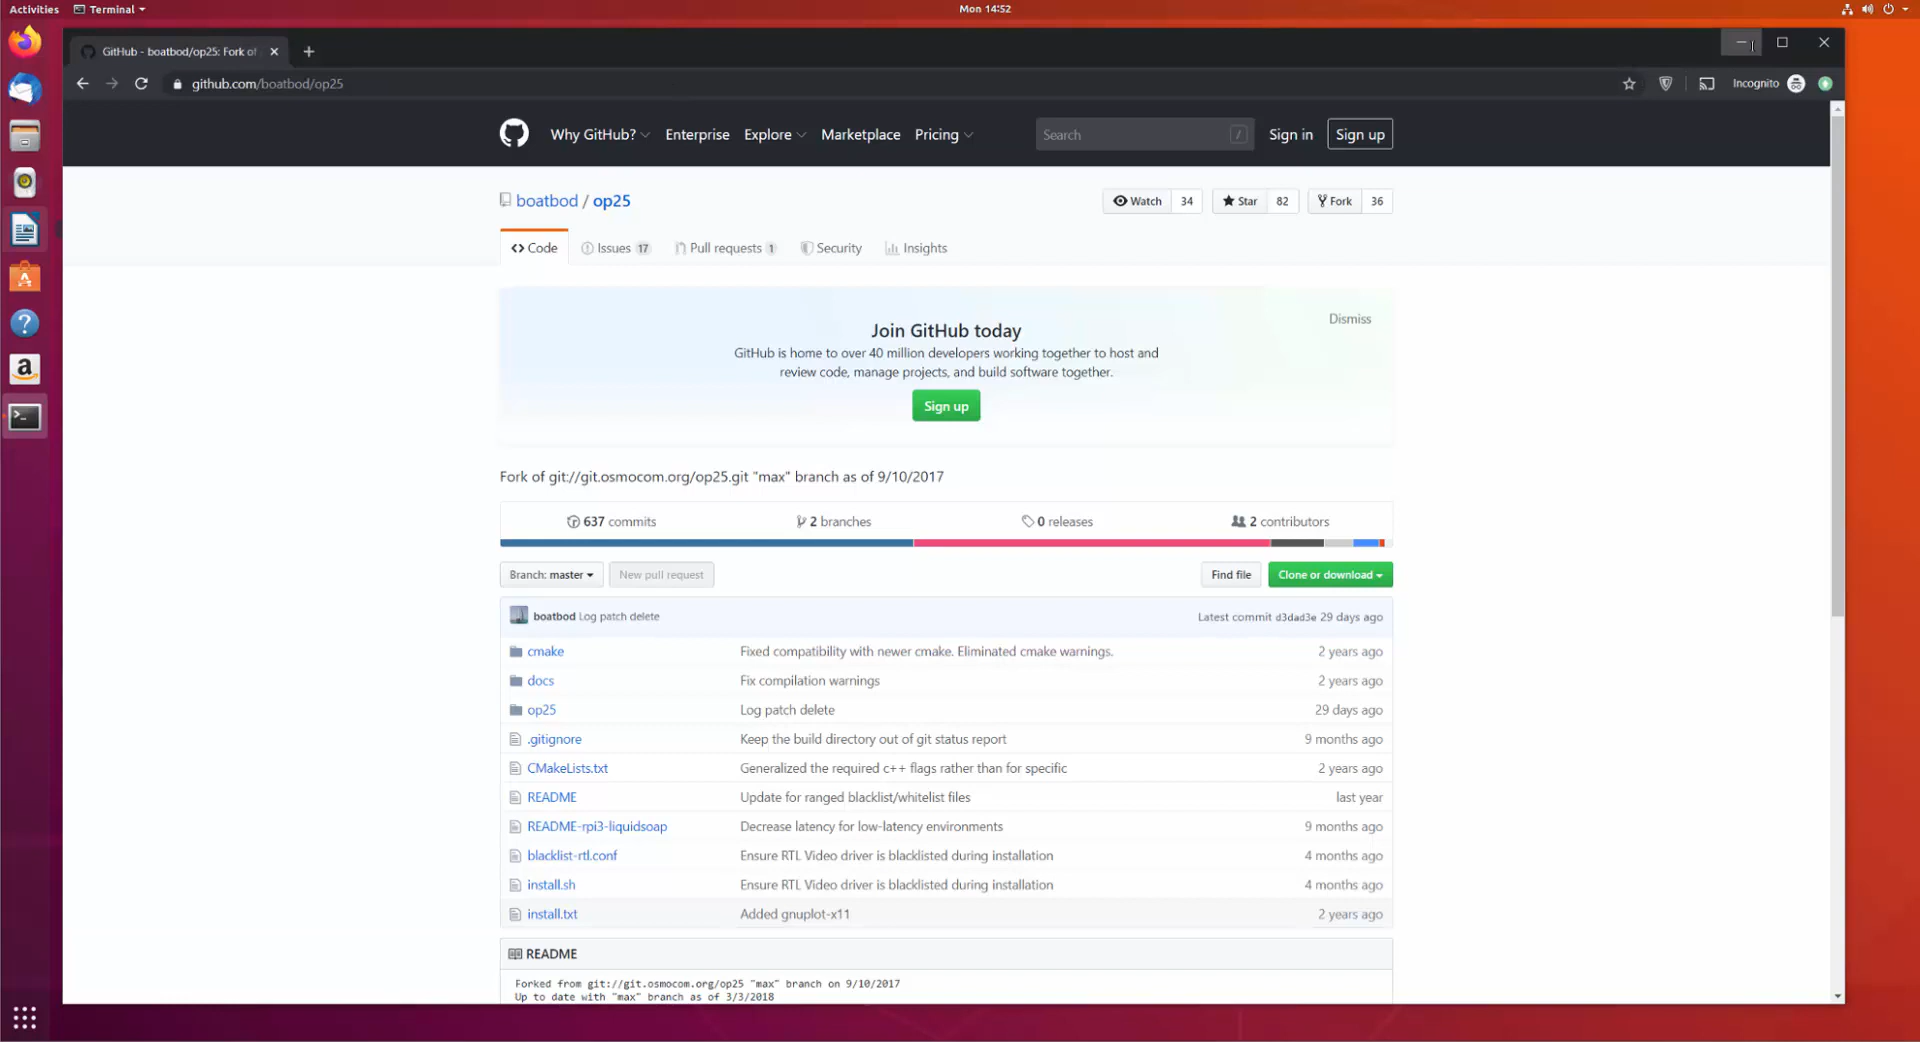 Activities Terminal Mon 14:52
GitHub - boatbod/op25: Fork of
github.com/boatbod/op25 Incognito
Why GitHub? Enterprise Explore Marketplace Pricing Search / Sign in Sign up
boatbod / op25 Watch 34 Star 82 Fork 36
Code Issues 17 Pull requests 1 Security Insights
Join GitHub today Dismiss
GitHub is home to over 40 million developers working together to host and
review code, manage projects, and build software together.
Sign up
Fork of git://git.osmocom.org/op25.git "max" branch as of 9/10/2017
637 commits 2 branches 0 releases 2 contributors
Branch: master New pull request Find file Clone or download
boatbod Log patch delete Latest commit d3dad3e 29 days ago
cmake Fixed compatibility with newer cmake. Eliminated cmake warnings. 2 years ago
docs Fix compilation warnings 2 years ago
op25 Log patch delete 29 days ago
.gitignore Keep the build directory out of git status report 9 months ago
CMakeLists.txt Generalized the required c++ flags rather than for specific 2 years ago
README Update for ranged blacklist/whitelist files last year
README-rpi3-liquidsoap Decrease latency for low-latency environments 9 months ago
blacklist-rtl.conf Ensure RTL Video driver is blacklisted during installation 4 months ago
install.sh Ensure RTL Video driver is blacklisted during installation 4 months ago
install.txt Added gnuplot-x11 2 years ago
README
Forked from git://git.osmocom.org/op25 "max" branch on 9/10/2017
Up to date with "max" branch as of 3/3/2018